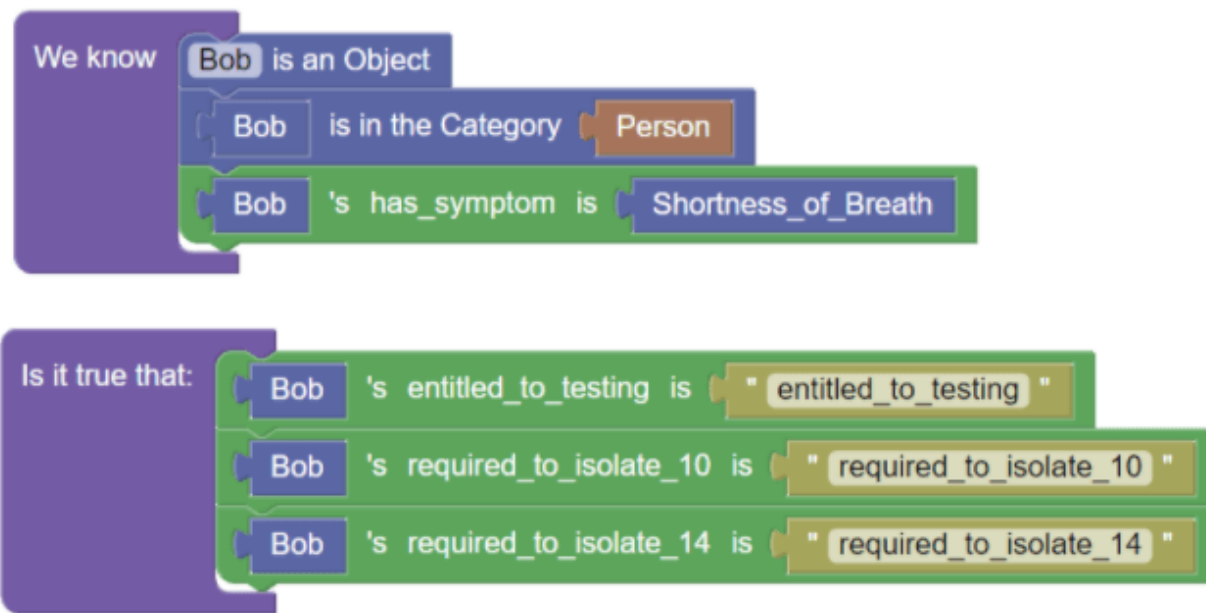 We know Bob is an Object
Bob is in the Category Person
Bob 's has_symptom is Shortness_of_Breath
Is it true that: Bob 's entitled_to_testing is " entitled_to_testing "
Bob 's required_to_isolate_10 is " required_to_isolate_10 "
Bob 's required_to_isolate_14 is " required_to_isolate_14 "